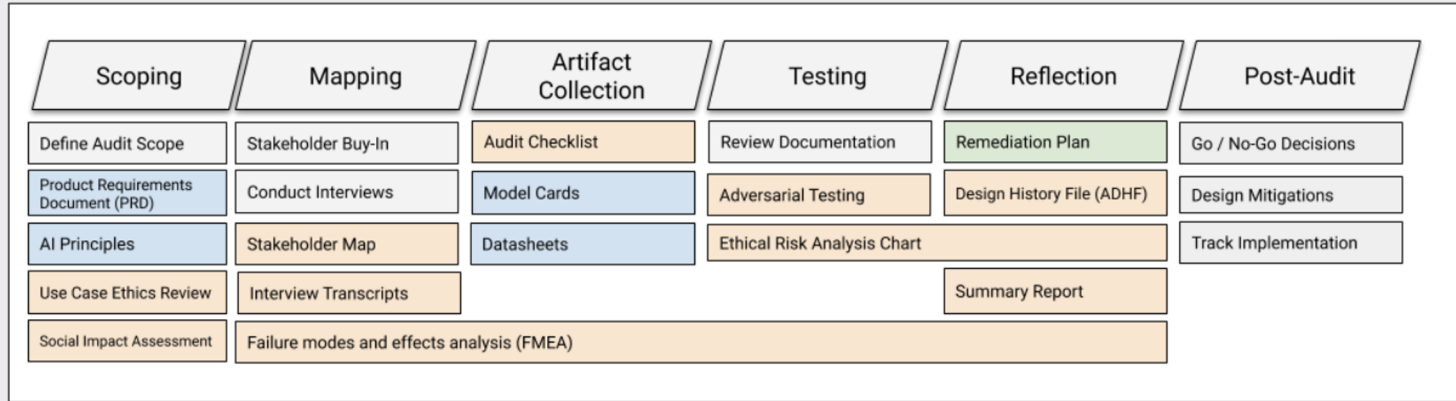 Scoping
Mapping
Artifact
Collection
Testing
Reflection
Post-Audit
Define Audit Scope
Stakeholder Buy-In
Audit Checklist
Review Documentation
Remediation Plan
Go / No-Go Decisions
Product Requirements
Document (PRD)
Conduct Interviews
Model Cards
Adversarial Testing
Design History File (ADHF)
Design Mitigations
AI Principles
Stakeholder Map
Datasheets
Ethical Risk Analysis Chart
Track Implementation
Use Case Ethics Review
Interview Transcripts
Summary Report
Social Impact Assessment
Failure modes and effects analysis (FMEA)